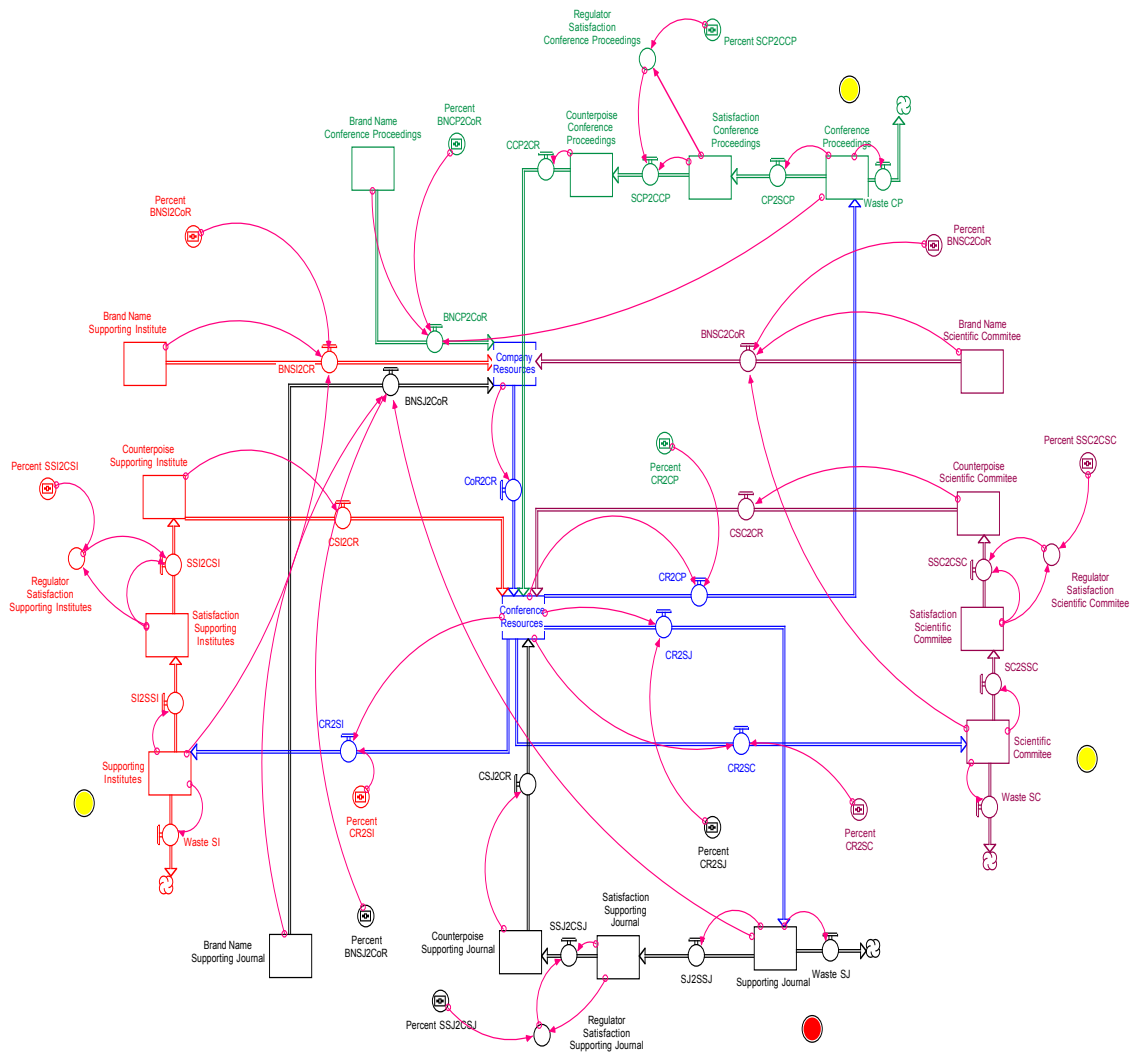 Regulator
Satisfaction
Conference Proceedings
Percent SCP2CCP
Percent
BNCP2CoR
Brand Name
Conference Proceedings
Counterpoise
Conference
Proceedings
Satisfaction
Conference
Proceedings
Conference
Proceedings
CCP2CR
SCP2CCP
CP2SCP
Waste CP
Percent
BNSI2CoR
Percent
BNSC2CoR
Brand Name
Supporting Institute
BNCP2CoR
BNSC2CoR
Brand Name
Scientific Commitee
BNSI2CR
Company
Resources
BNSJ2CoR
Counterpoise
Supporting Institute
Percent SSI2CSI
Percent
CR2CP
Percent SSC2CSC
Counterpoise
Scientific Commitee
CoR2CR
CSI2CR
CSC2CR
SSI2CSI
SSC2CSC
Regulator
Satisfaction
Supporting Institutes
CR2CP
Regulator
Satisfaction
Scientific Commitee
Satisfaction
Supporting
Institutes
Conference
Resources
Satisfaction
Scientific
Commitee
CR2SJ
SI2SSI
SC2SSC
CR2SI
Supporting
Institutes
CR2SC
Scientific
Commitee
CSJ2CR
Waste SC
Percent
CR2SI
Waste SI
Percent
CR2SJ
Percent
CR2SC
Satisfaction
Supporting
Journal
Brand Name
Supporting Journal
Percent
BNSJ2CoR
Counterpoise
Supporting Journal
SSJ2CSJ
SJ2SSJ
Supporting Journal
Waste SJ
Percent SSJ2CSJ
Regulator
Satisfaction
Supporting Journal